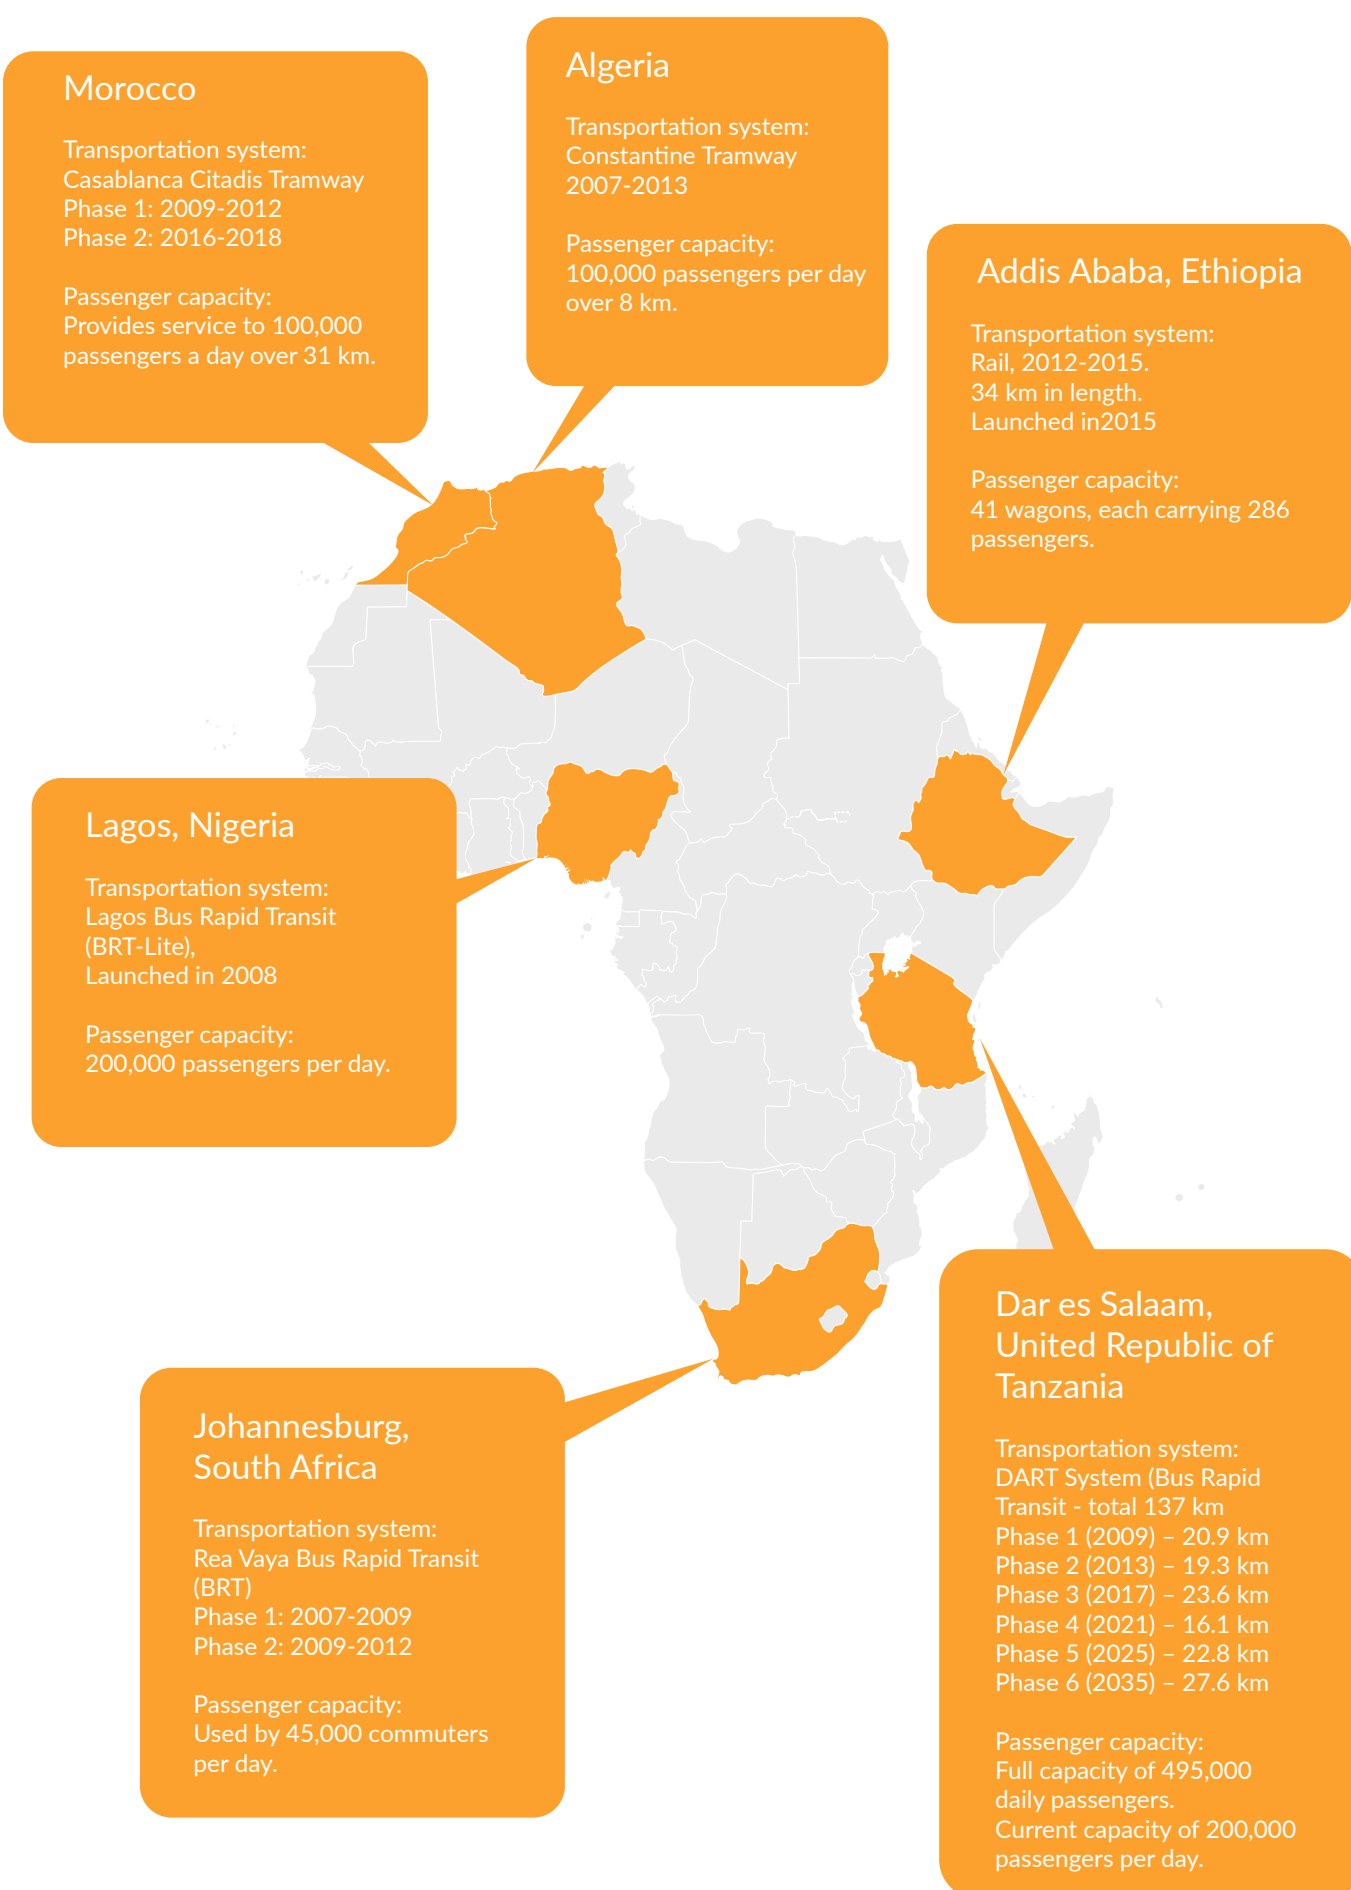 Morocco
Transportation system:
Casablanca Citadis Tramway
Phase 1: 2009-2012
Phase 2: 2016-2018
Passenger capacity:
Provides service to 100,000
passengers a day over 31 km.
Algeria
Transportation system:
Constantine Tramway
2007-2013
Passenger capacity:
100,000 passengers per day
over 8 km.
Addis Ababa, Ethiopia
Transportation system:
Rail, 2012-2015.
34 km in length.
Launched in2015
Passenger capacity:
41 wagons, each carrying 286
passengers.
Lagos, Nigeria
Transportation system:
Lagos Bus Rapid Transit
(BRT-Lite),
Launched in 2008
Passenger capacity:
200,000 passengers per day.
Johannesburg,
South Africa
Transportation system:
Rea Vaya Bus Rapid Transit
(BRT)
Phase 1: 2007-2009
Phase 2: 2009-2012
Passenger capacity:
Used by 45,000 commuters
per day.
Dar es Salaam,
United Republic of
Tanzania
Transportation system:
DART System (Bus Rapid
Transit - total 137 km
Phase 1 (2009) – 20.9 km
Phase 2 (2013) – 19.3 km
Phase 3 (2017) – 23.6 km
Phase 4 (2021) – 16.1 km
Phase 5 (2025) – 22.8 km
Phase 6 (2035) – 27.6 km
Passenger capacity:
Full capacity of 495,000
daily passengers.
Current capacity of 200,000
passengers per day.